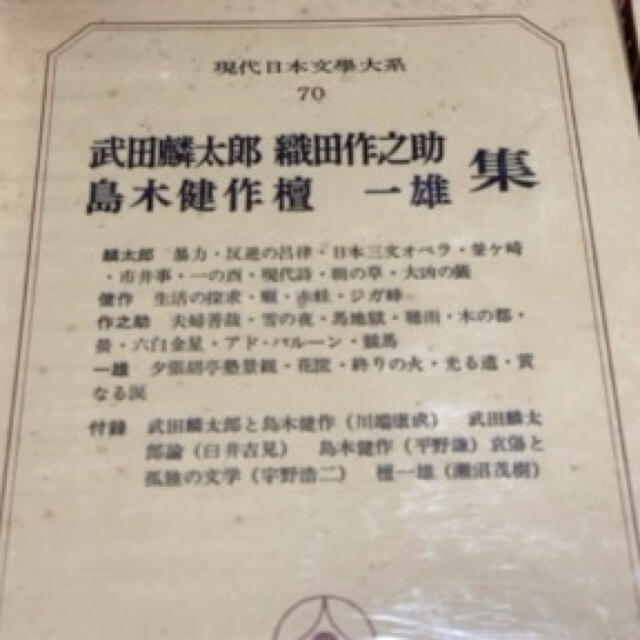 現代日本文學大系
70
武田麟太郎 織田作之助
島木健作 檀 一雄 集
麟太郎 暴力・反逆の呂律・日本三文オペラ・釜ケ崎
・市井事・一の酉・現代詩・朝の草・大凶の籤
健作 生活の探求・癩・赤蛙・ジガ蜂
作之助 夫婦善哉・雪の夜・馬地獄・聴雨・木の都・
蛍・六白金星・アド・バルーン・競馬
一雄 夕張胡亭塾景観・花筐・終りの火・光る道・真
なる涙
付録 武田麟太郎と島木健作（川端康成） 武田麟太
郎論（臼井吉見） 島木健作（平野謙）哀傷と
孤独の文学（宇野浩二） 檀一雄（瀬沼茂樹）